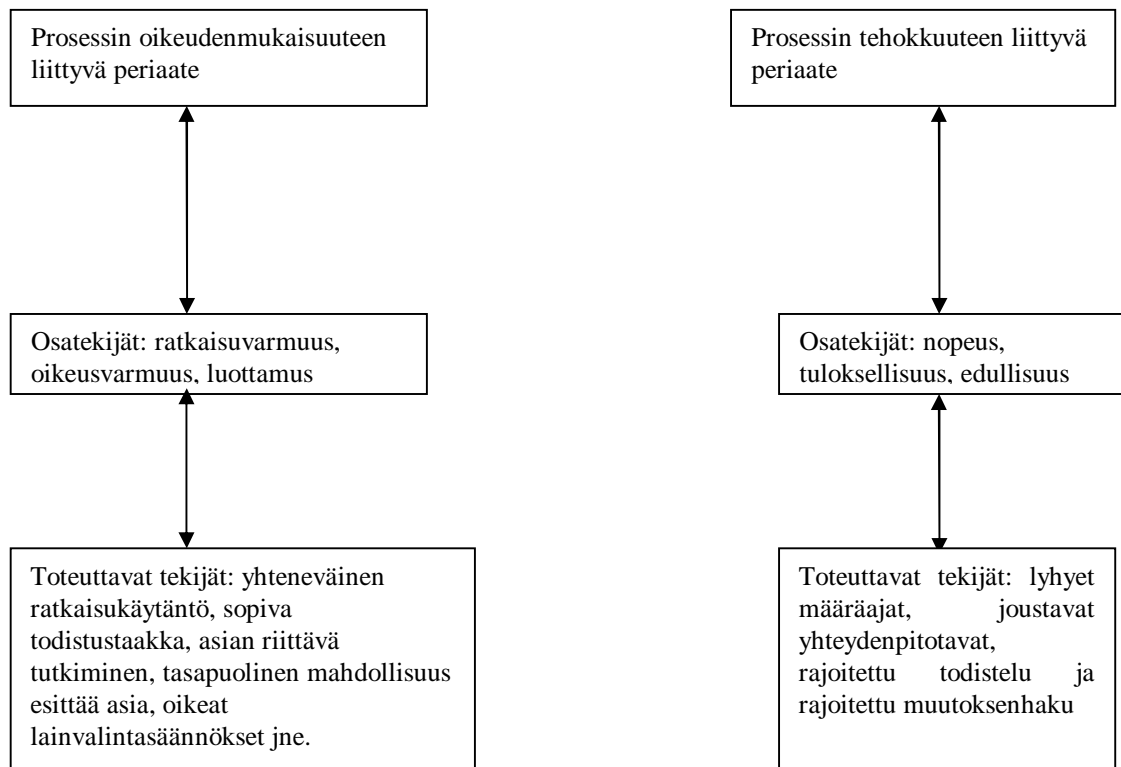 Prosessin oikeudenmukaisuuteen
liittyvä periaate
Prosessin tehokkuuteen liittyvä
periaate
Osatekijät: ratkaisuvarmuus,
oikeusvarmuus, luottamus
Osatekijät: nopeus,
tuloksellisuus, edullisuus
Toteuttavat tekijät: yhteneväinen
ratkaisukäytäntö, sopiva
todistustaakka, asian riittävä
tutkiminen, tasapuolinen mahdollisuus
esittää asia, oikeat
lainvalintasäännökset jne.
Toteuttavat tekijät: lyhyet
määräajat, joustavat
yhteydenpitotavat,
rajoitettu todistelu ja
rajoitettu muutoksenhaku